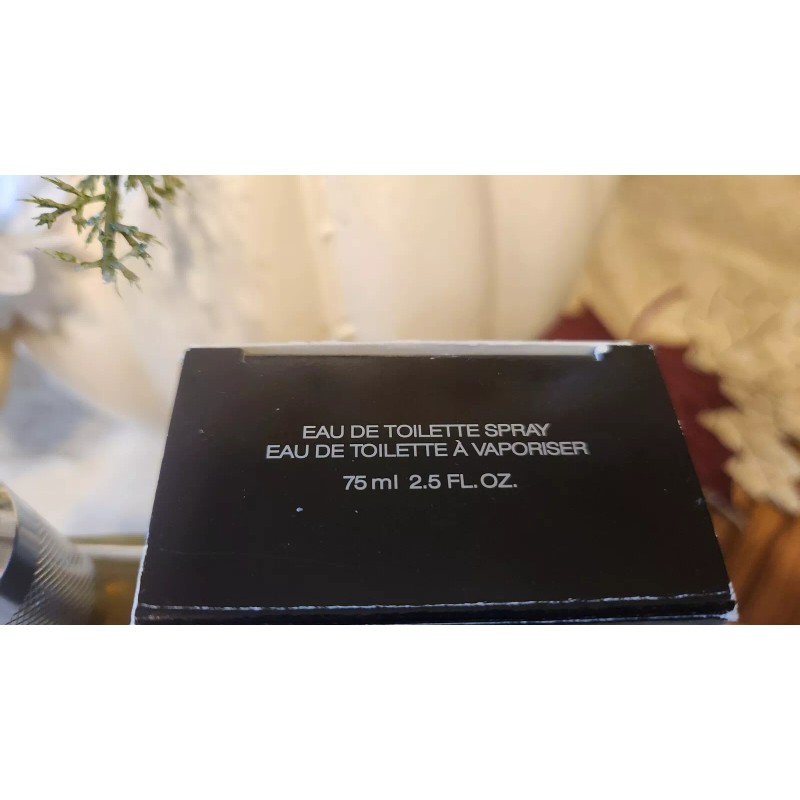 EAU DE TOILETTE SPRAY
EAU DE TOILETTE À VAPORISER
75 ml 2.5 FL. OZ.